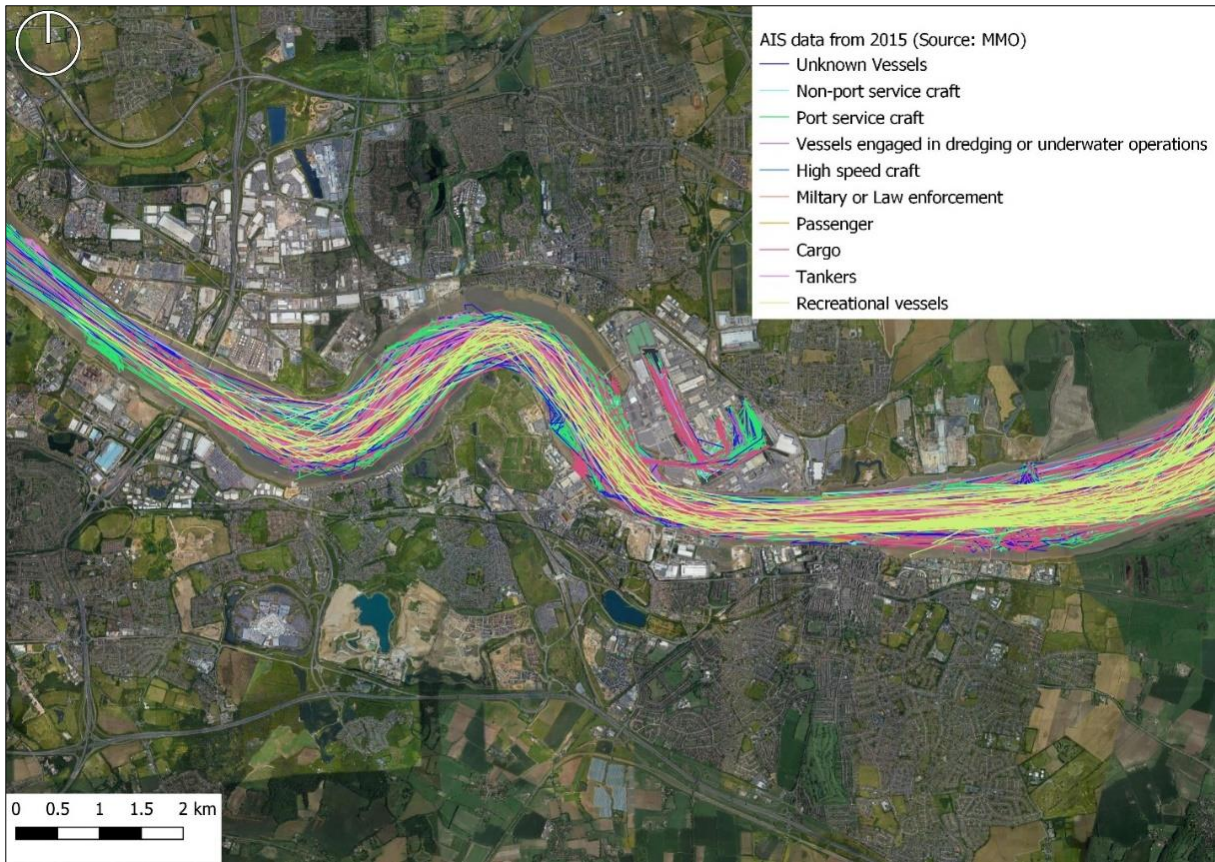 AIS data from 2015 (Source: MMO)
Unknown Vessels
Non-port service craft
Port service craft
Vessels engaged in dredging or underwater operations
High speed craft
Miltary or Law enforcement
Passenger
Cargo
Tankers
Recreational vessels
0 0.5 1 1.5 2 km